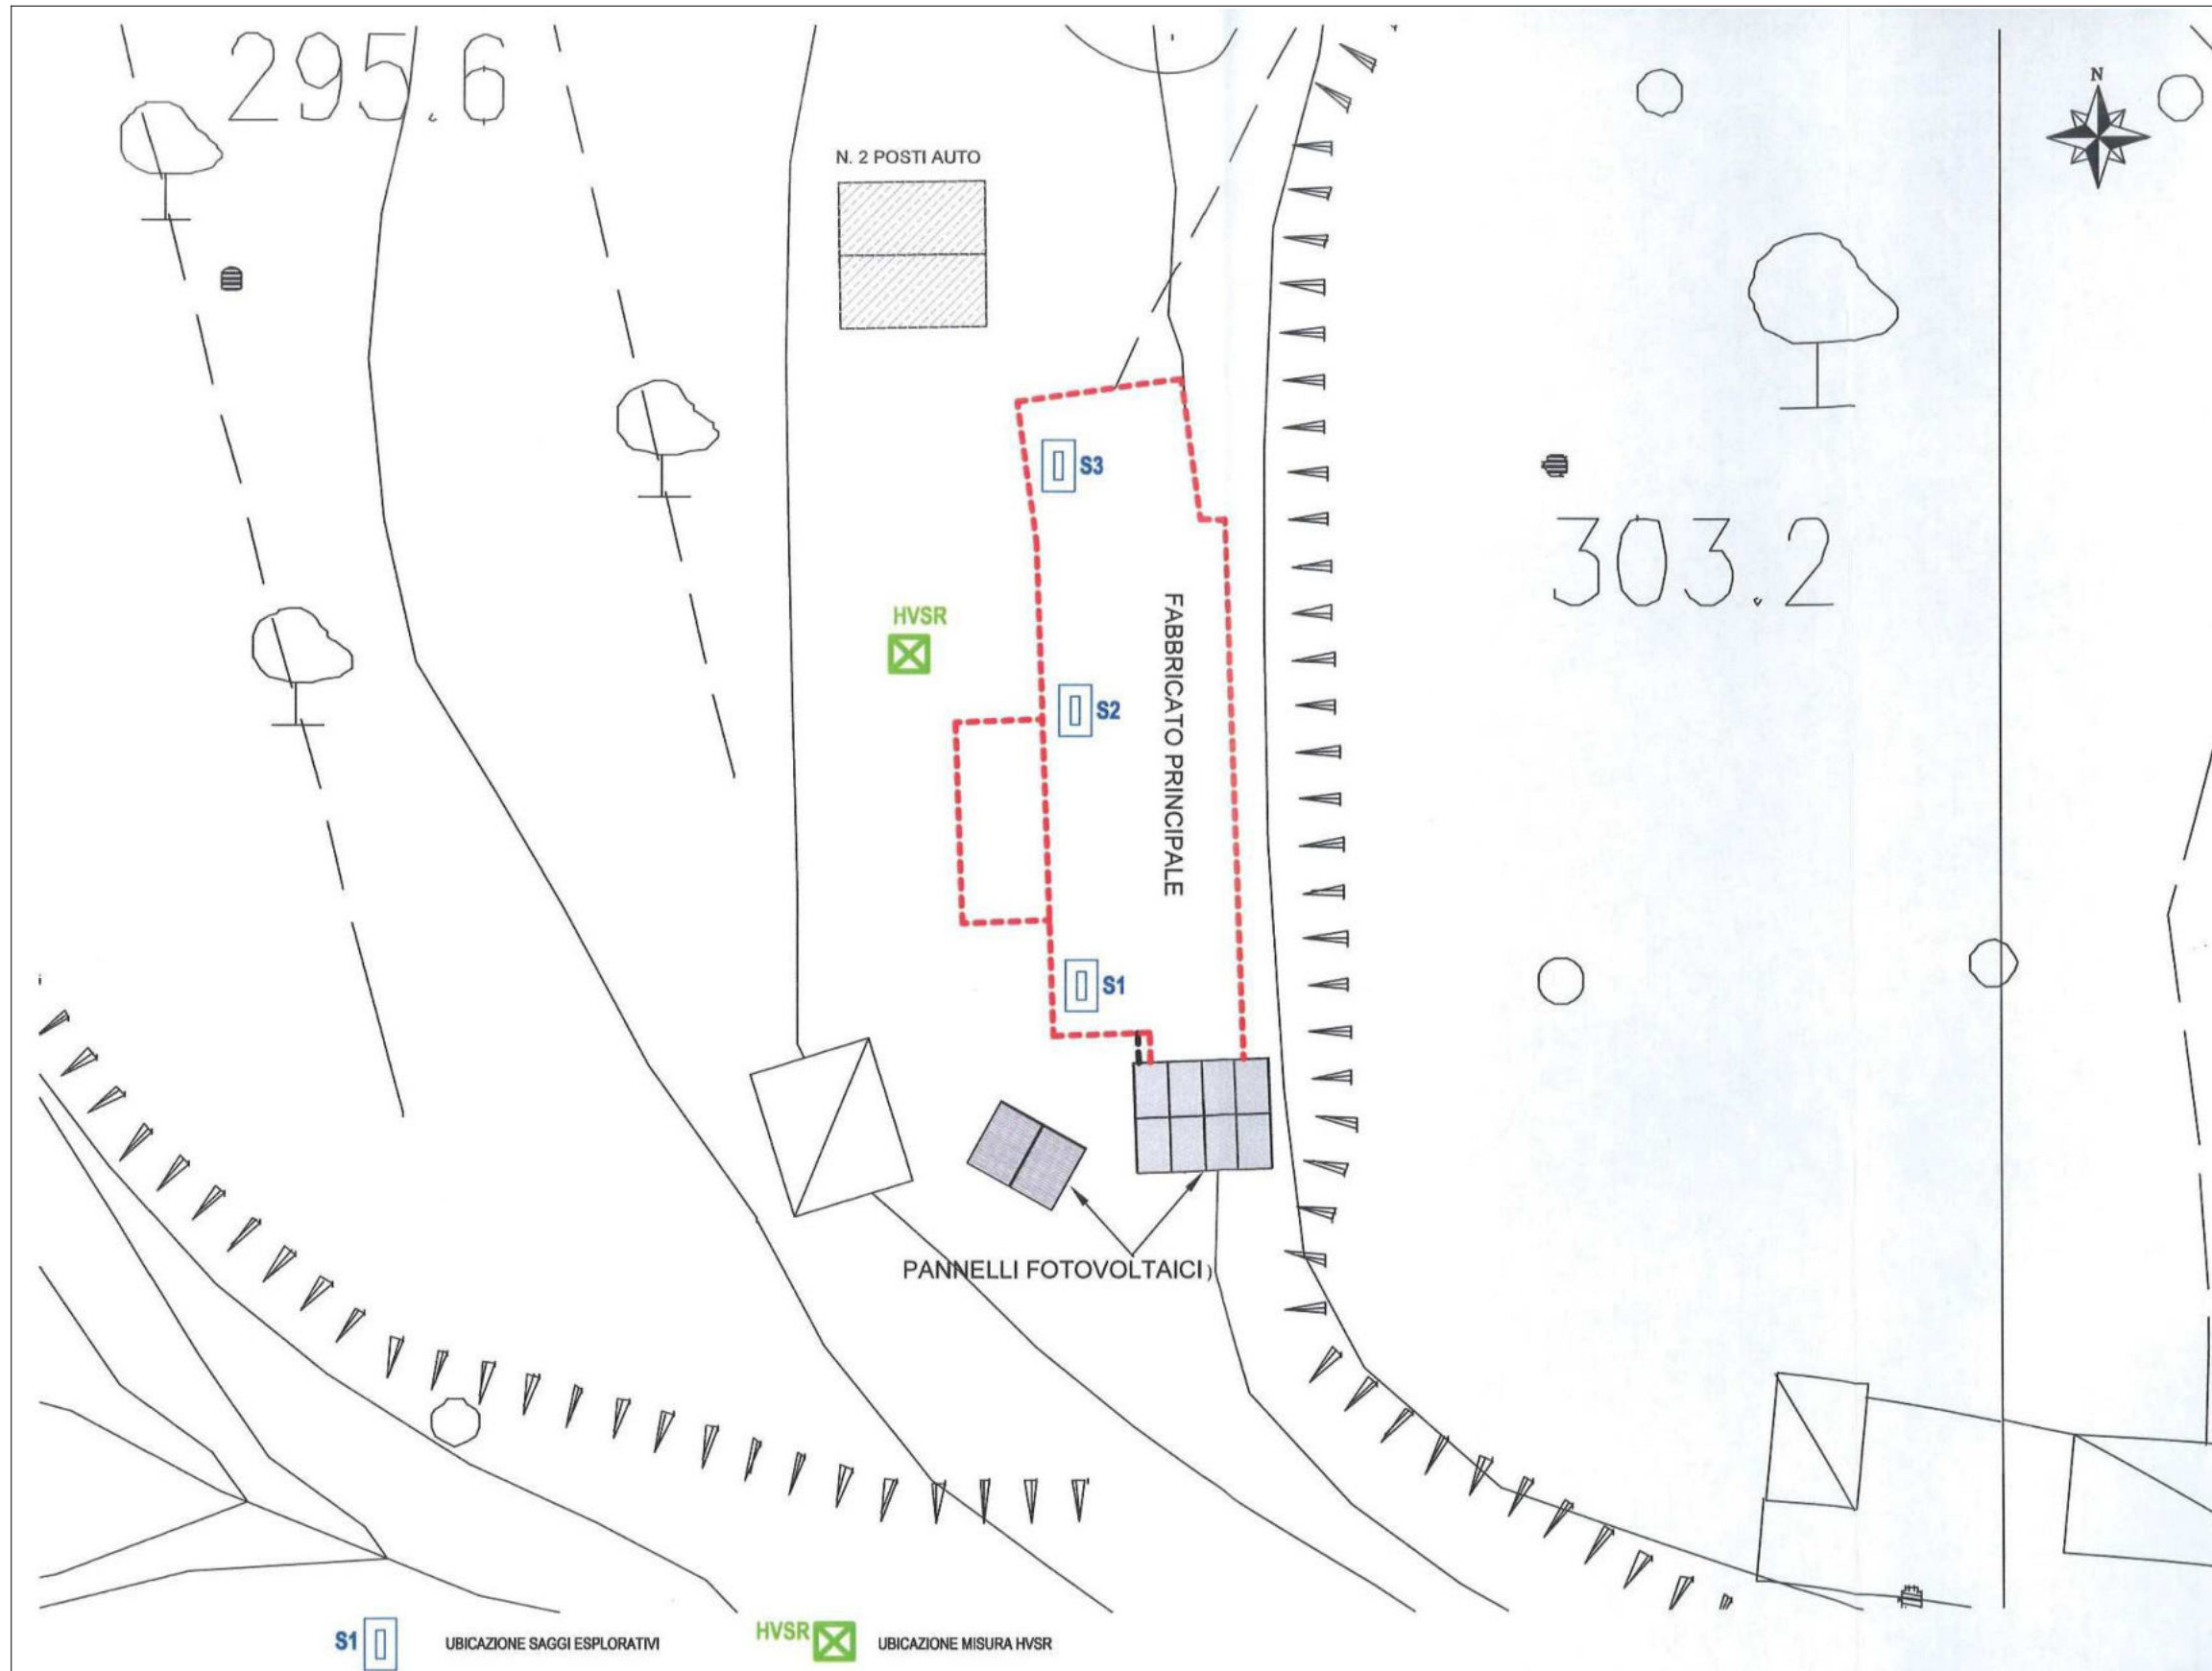 295.6
N
N. 2 POSTI AUTO
S3
303.2
HVSR
FABBRICATO PRINCIPALE
S2
S1
PANNELLI FOTOVOLTAICI )
S1 UBICAZIONE SAGGI ESPLORATIVI
HVSR UBICAZIONE MISURA HVSR